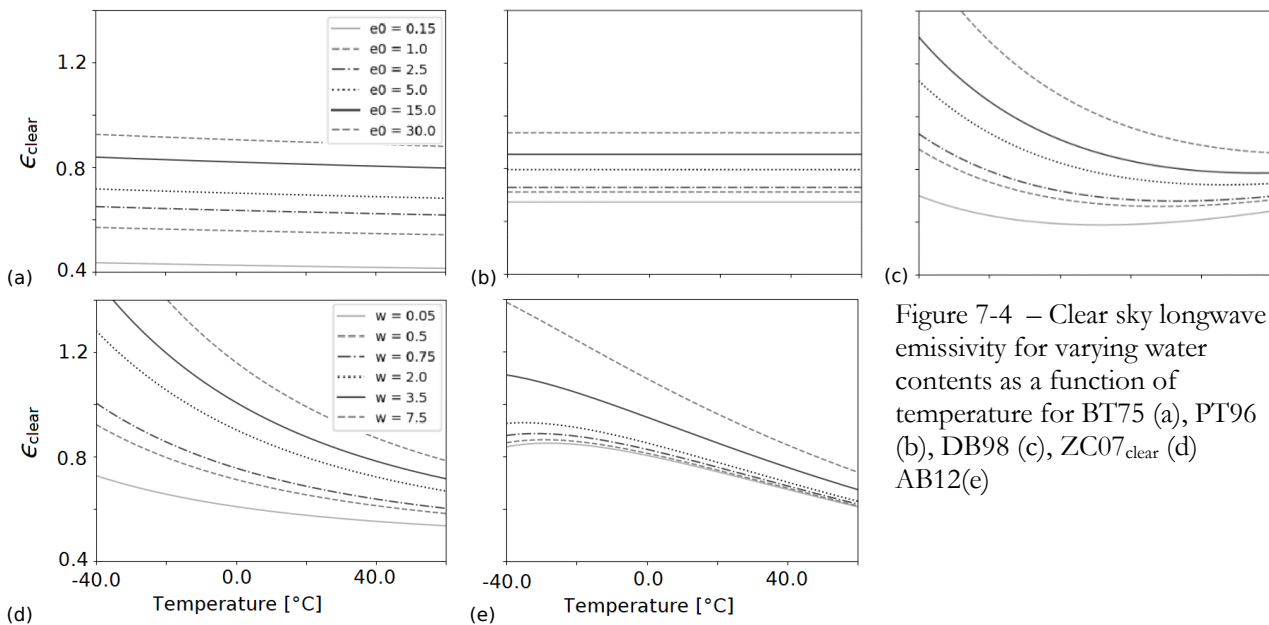 e0 = 0.15
e0 = 1.0
e0 = 2.5
e0 = 5.0
e0 = 15.0
e0 = 30.0
1.2
0.8
0.4
ϵclear
(a)
(b)
(c)
w = 0.05
w = 0.5
w = 0.75
w = 2.0
w = 3.5
w = 7.5
1.2
0.8
0.4
ϵclear
-40.0 0.0 40.0
Temperature [°C]
(d)
-40.0 0.0 40.0
Temperature [°C]
(e)
Figure 7-4 – Clear sky longwave
emissivity for varying water
contents as a function of
temperature for BT75 (a), PT96
(b), DB98 (c), ZC07clear (d)
AB12(e)